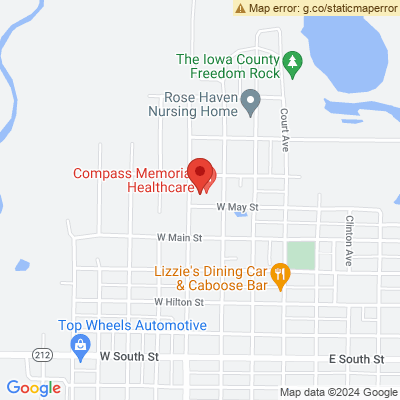 Map error: g.co/staticmaperror
The Iowa County
Freedom Rock
Rose Haven
Nursing Home
Court Ave
Compass Memorial
Healthcare
W May St
Clinton Ave
W Main St
Lizzie's Dining Car
& Caboose Bar
W Hilton St
Top Wheels Automotive
212
W South St
E South St
Google
Map data ©2024 Google